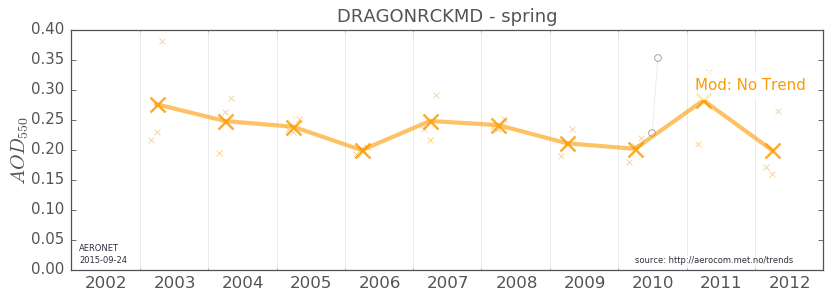 DRAGONRCKMD - spring
0.40
0.35
0.30
0.25
0.20
0.15
0.10
0.05
0.00
AOD550
Mod: No Trend
AERONET
2015-09-24
source: http://aerocom.met.no/trends
2002 2003 2004 2005 2006 2007 2008 2009 2010 2011 2012